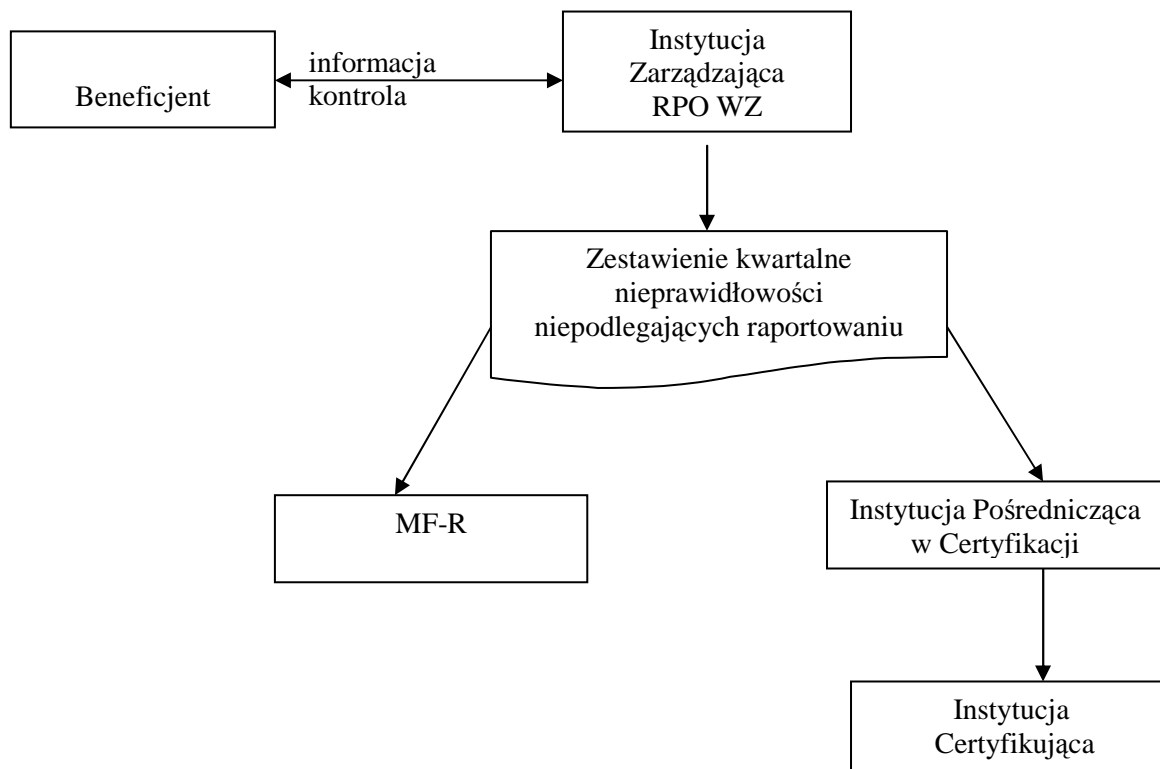 Beneficjent
informacja
kontrola
Instytucja
Zarządzająca
RPO WZ
Zestawienie kwartalne
nieprawidłowości
niepodlegających raportowaniu
MF-R
Instytucja Pośrednicząca
w Certyfikacji
Instytucja
Certyfikująca